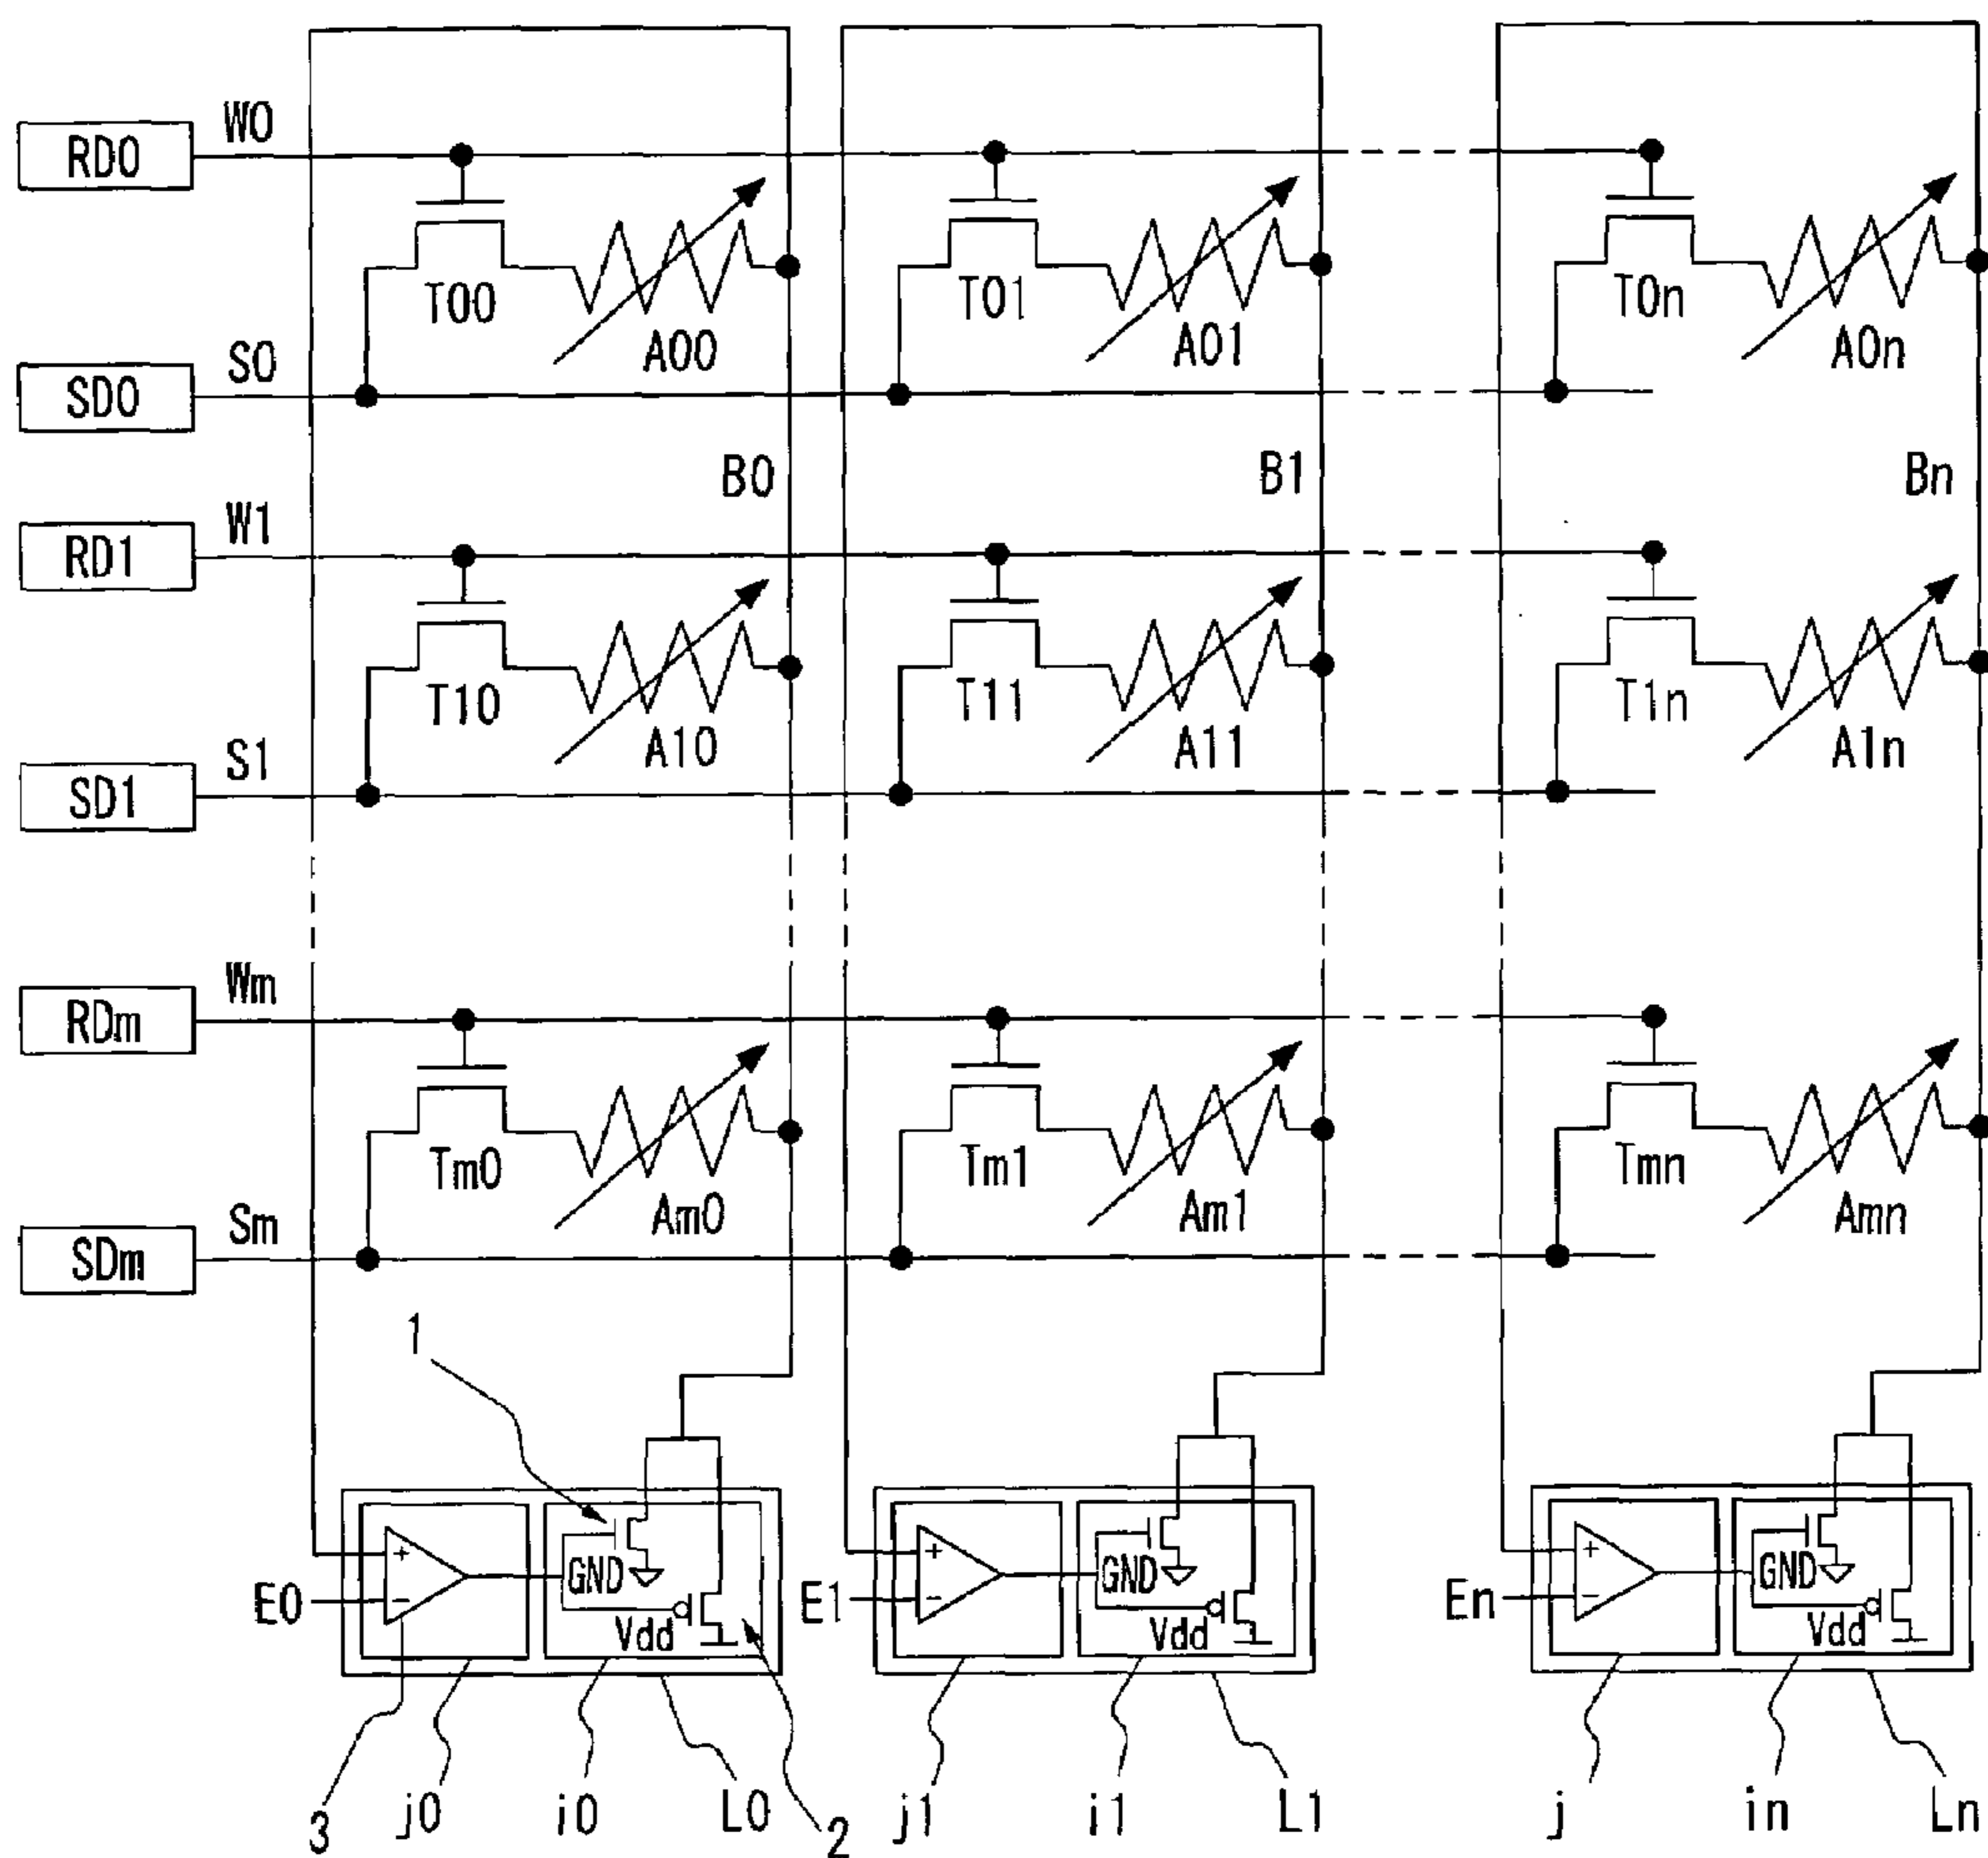 W0
RD0
T00 T01 T0n
A00 A01 A0n
S0
SD0
B0 B1 Bn
W1
RD1
T10 T11 T1n
A10 A11 A1n
S1
SD1
Wm
RDm
Tm0 Tm1 Tmn
Am0 Am1 Amn
Sm
SDm
1
+ GND + GND + GND
E0 - E1 - En -
Vdd Vdd Vdd
3 j0 i0 L0 2 j1 i1 L1 j in Ln